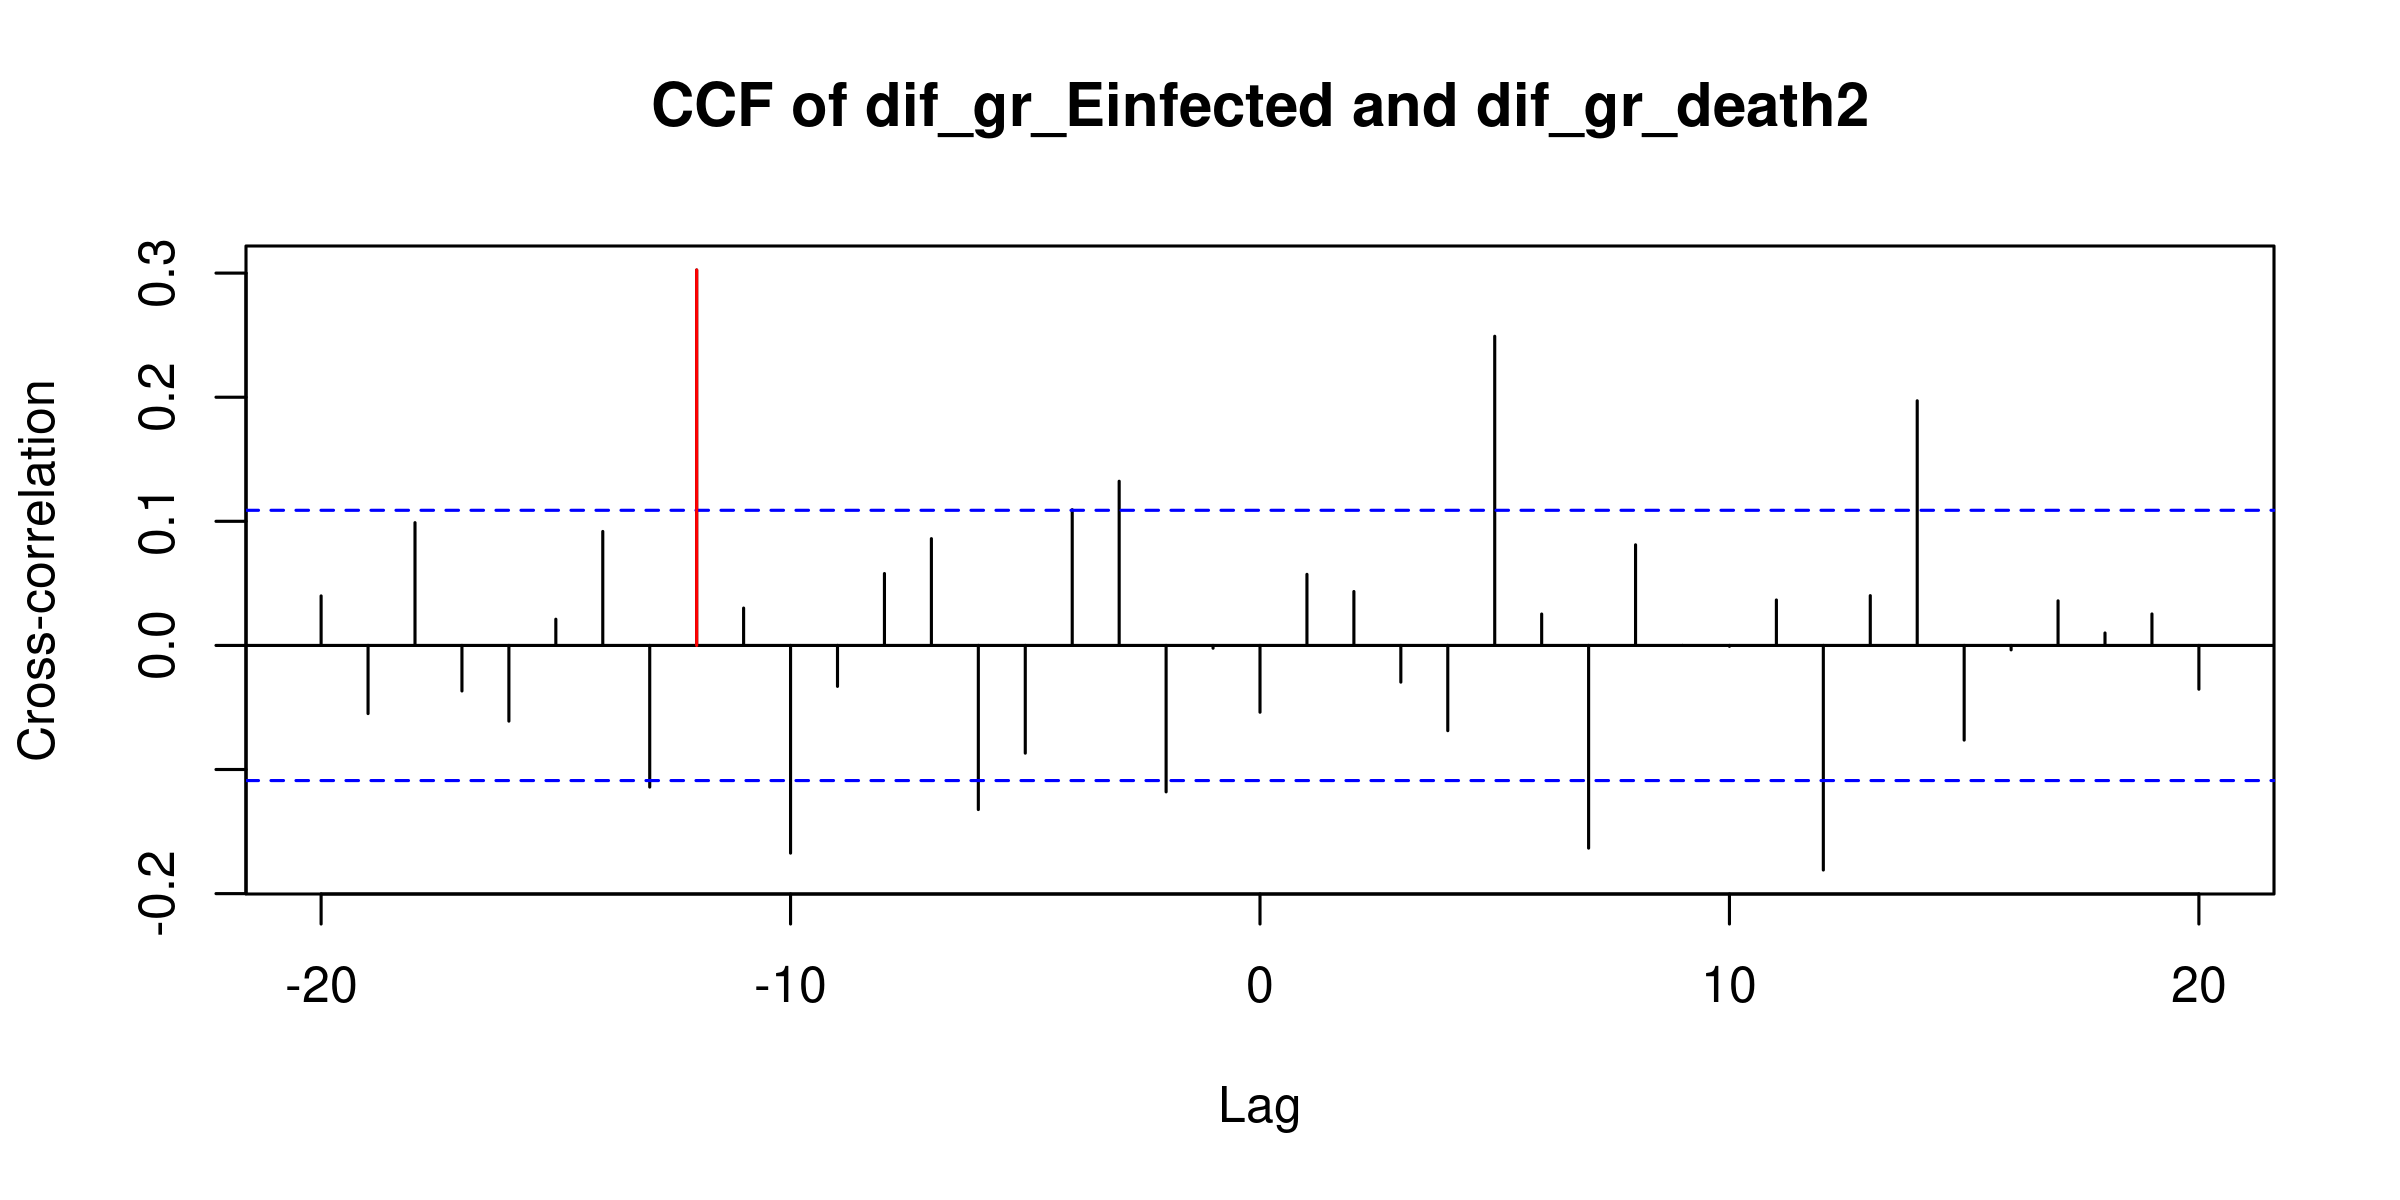 CCF of dif_gr_Einfected and dif_gr_death2
Cross-correlation
0.3
0.2
0.1
0.0
-0.2
-20 -10 0 10 20
Lag